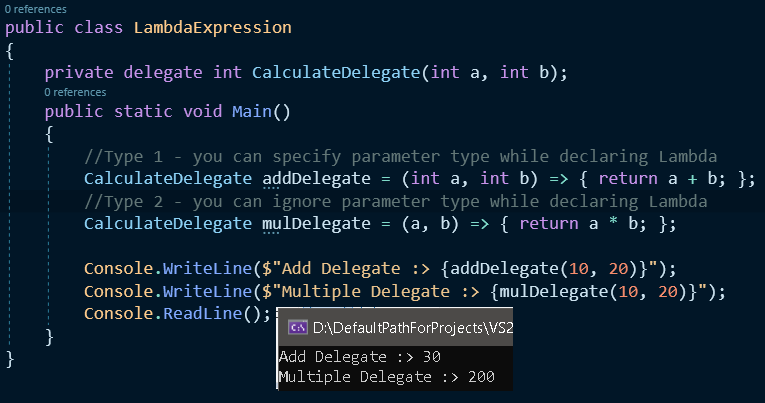 0 references
public class LambdaExpression
{
private delegate int CalculateDelegate(int a, int b);
0 references
public static void Main()
{
//Type 1 - you can specify parameter type while declaring Lambda
CalculateDelegate addDelegate = (int a, int b) => { return a + b; };
//Type 2 - you can ignore parameter type while declaring Lambda
CalculateDelegate mulDelegate = (a, b) => { return a * b; };
Console.WriteLine($"Add Delegate :> {addDelegate(10, 20)}");
Console.WriteLine($"Multiple Delegate :> {mulDelegate(10, 20)}");
Console.ReadLine();
}
}
C:\ D:\DefaultPathForProjects\VS2
Add Delegate :> 30
Multiple Delegate :> 200